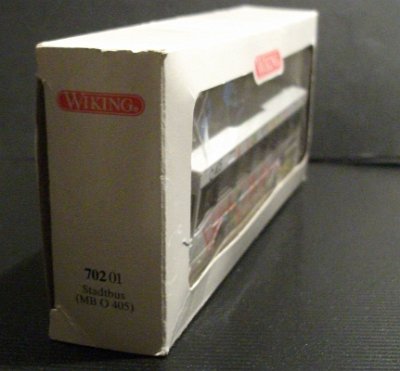 WIKING
WIKING
702 01
Stadtbus
(MB O 405)